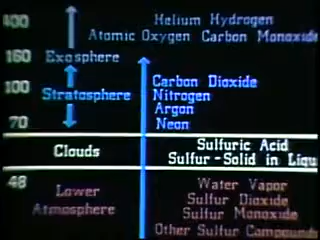 400
Helium Hydrogen
Atomic Oxygen Carbon Monoxide
160 Exosphere
100 Stratosphere
Carbon Dioxide
Nitrogen
Argon
70 Neon
Clouds
Sulfuric Acid
Sulfur-Solid in Liqu
48
Lower
Atmosphere
Water Vapor
Sulfur Dioxide
Sulfur Monoxide
Other Sulfur Compounds